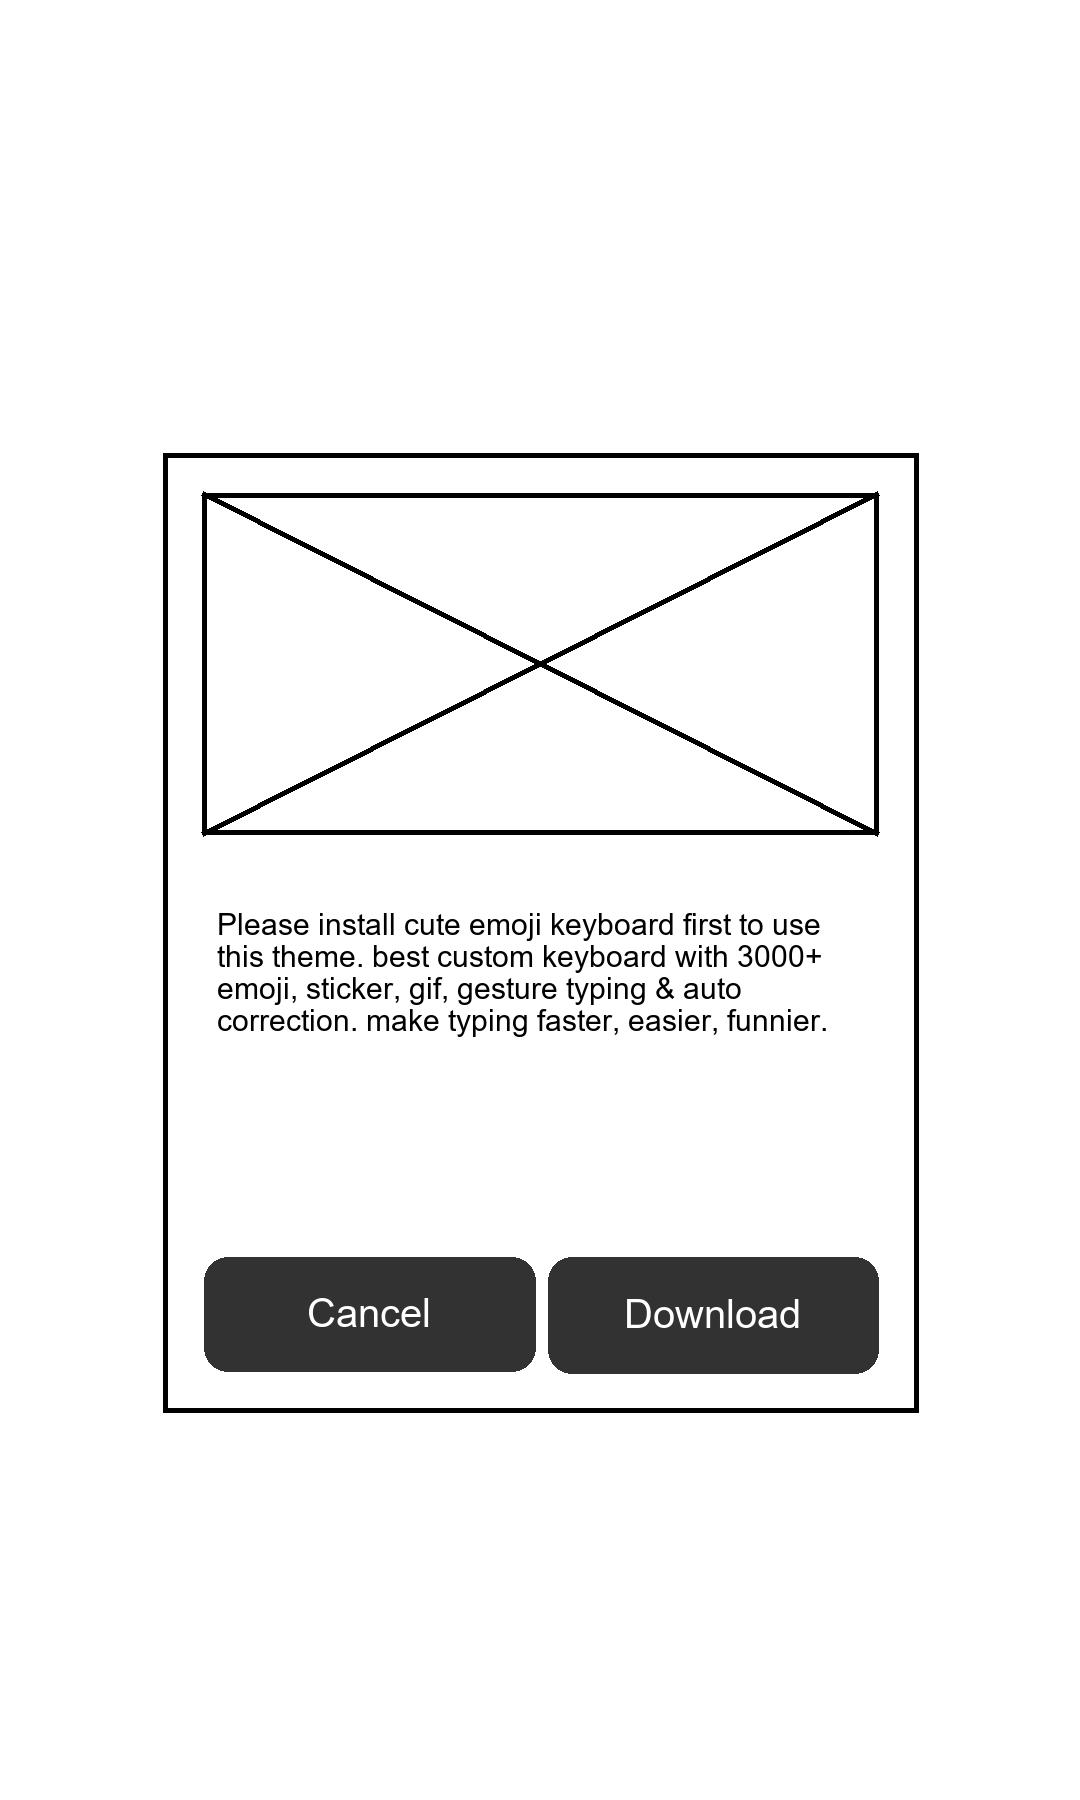 Please install cute emoji keyboard first to use
this theme. best custom keyboard with 3000+
emoji, sticker, gif, gesture typing & auto
correction. make typing faster, easier, funnier.
Cancel
Download